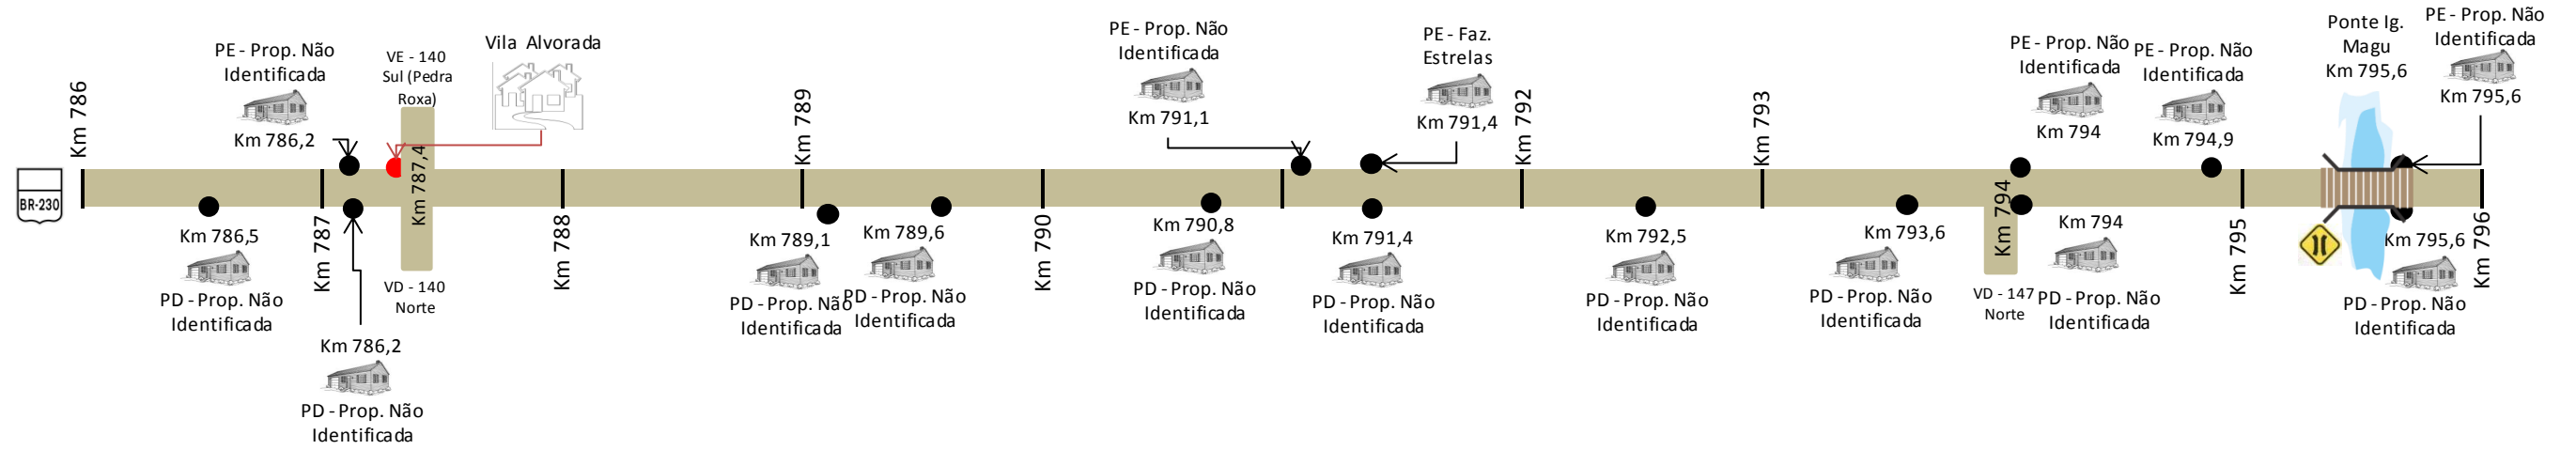 BR-230
Km 786
PE - Prop. Não
Identificada
Km 786,2
VE - 140
Sul (Pedra
Roxa)
Vila Alvorada
Km 787,4
VD - 140
Norte
Km 786,5
PD - Prop. Não
Identificada
Km 787
Km 786,2
PD - Prop. Não
Identificada
Km 788
Km 789
Km 789,1
PD - Prop. Não
Identificada
Km 789,6
PD - Prop. Não
Identificada
Km 790
PE - Prop. Não
Identificada
Km 791,1
Km 790,8
PD - Prop. Não
Identificada
PE - Faz.
Estrelas
Km 791,4
Km 791,4
PD - Prop. Não
Identificada
Km 792
Km 792,5
PD - Prop. Não
Identificada
Km 793
Km 793,6
PD - Prop. Não
Identificada
PE - Prop. Não
Identificada
Km 794
Km 794
VD - 147
Norte
Km 794
PD - Prop. Não
Identificada
PE - Prop. Não
Identificada
Km 794,9
Km 795
Ponte Ig.
Magu
Km 795,6
PE - Prop. Não
Identificada
Km 795,6
Km 795,6
PD - Prop. Não
Identificada
Km 796